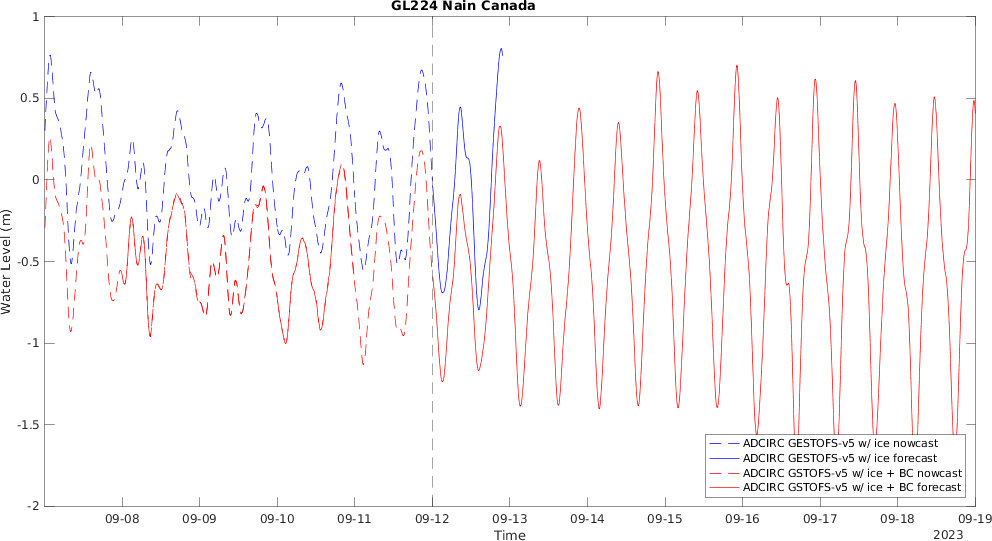 GL224 Nain Canada
Water Level (m)
1
0.5
0
-0.5
-1
-1.5
-2
ADCIRC GESTOFS-v5 w/ ice nowcast
ADCIRC GESTOFS-v5 w/ ice forecast
ADCIRC GSTOFS-v5 w/ ice + BC nowcast
ADCIRC GSTOFS-v5 w/ ice + BC forecast
09-08 09-09 09-10 09-11 09-12 09-13 09-14 09-15 09-16 09-17 09-18 09-19
Time
2023